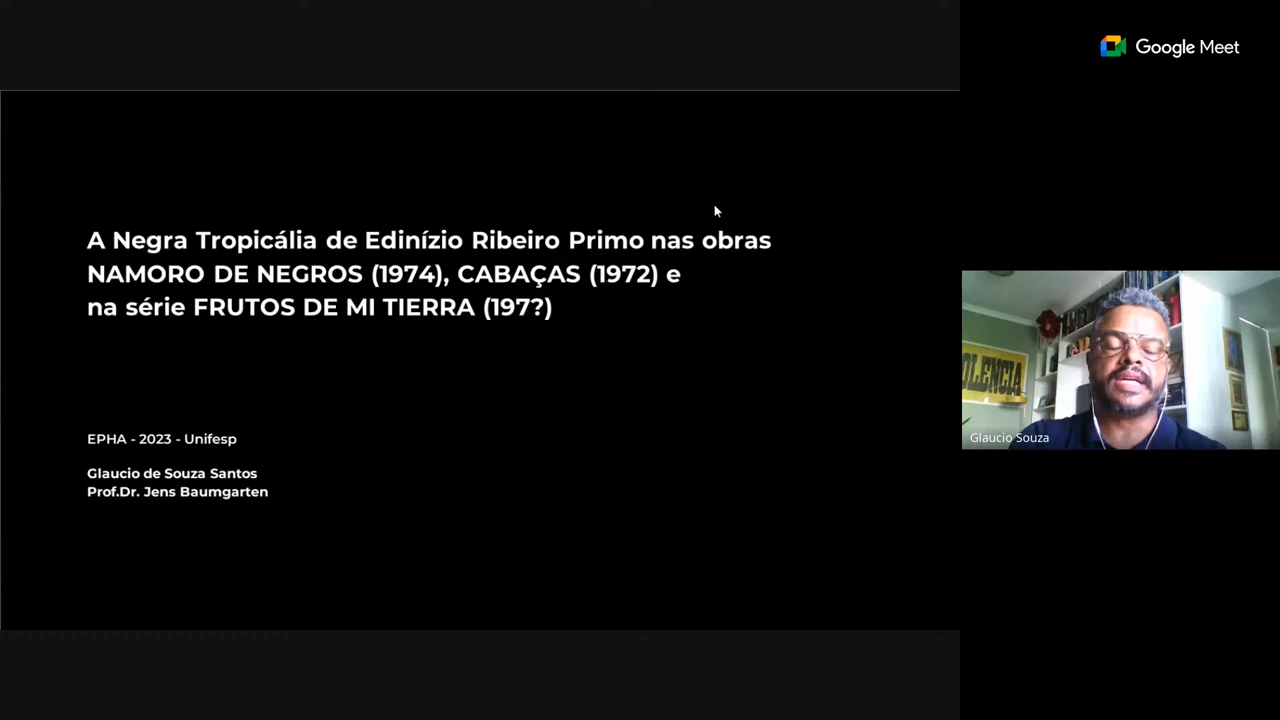 Google Meet
A Negra Tropicália de Edinízio Ribeiro Primo nas obras
NAMORO DE NEGROS (1974), CABAÇAS (1972) e
na série FRUTOS DE MI TIERRA (197?)
EPHA - 2023 - Unifesp
Glaucio de Souza Santos
Prof.Dr. Jens Baumgarten
OLENCIA
Glaucio Souza